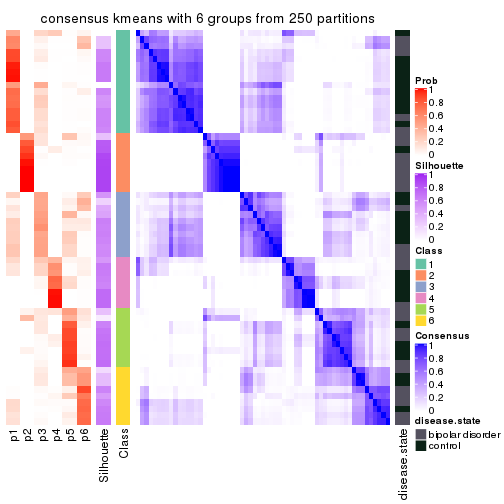 consensus kmeans with 6 groups from 250 partitions
Prob
1
0.8
0.6
0.4
0.2
0
Silhouette
1
0.8
0.6
0.4
0.2
0
Class
1
2
3
4
5
6
Consensus
1
0.8
0.6
0.4
0.2
0
disease.state
bipolar disorder
control
p1
p2
p3
p4
p5
p6
Silhouette
Class
disease.state